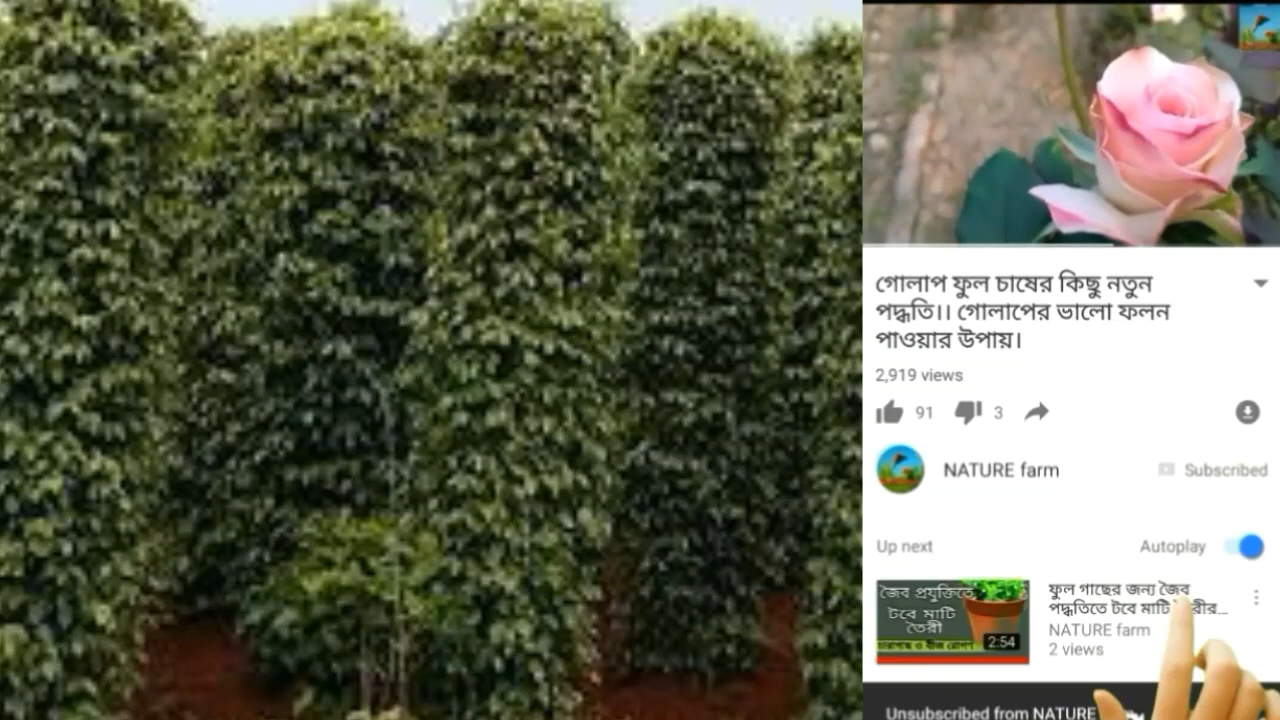 গোলাপ ফুল চাষের কিছু নতুন
পদ্ধতি।। গোলাপের ভালো ফলন
পাওয়ার উপায়।
2,919 views
91
3
NATURE farm
Subscribed
Up next
Autoplay
জৈব প্রযুক্তিতে
টবে মাটি
তৈরী
2:54
ফুল গাছের জন্য জৈব
পদ্ধতিতে টবে মাটি
NATURE farm
2 views
Unsubscribed from NATURE